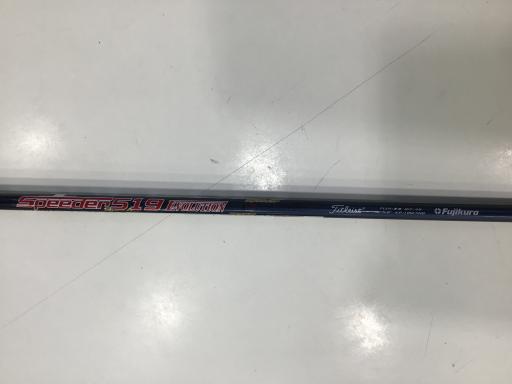 Speeder 519 EVOLUTION
Titleist
Fujikura